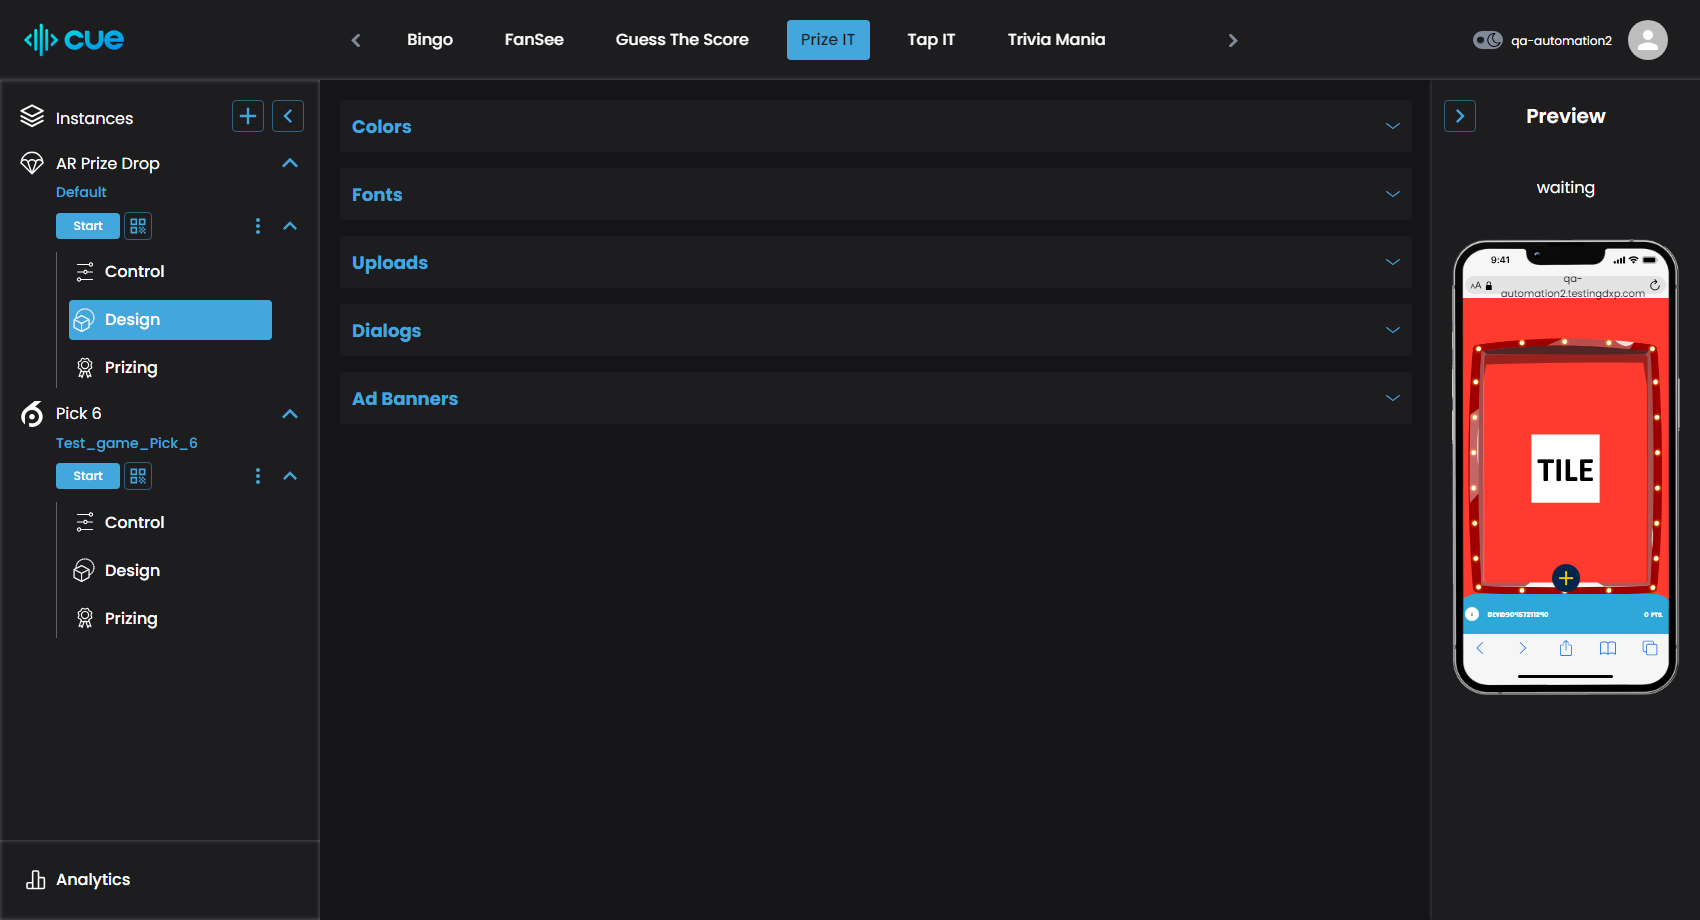 cue
Bingo
FanSee
Guess The Score
Prize IT
Tap IT
Trivia Mania
qa-automation2
Instances
AR Prize Drop
Default
Start
Control
Design
Prizing
Pick 6
Test_game_Pick_6
Start
Control
Design
Prizing
Analytics
Colors
Fonts
Uploads
Dialogs
Ad Banners
Preview
waiting
9:41
AA
qa-
automation2.testingdxp.com
TILE
0 PTS.